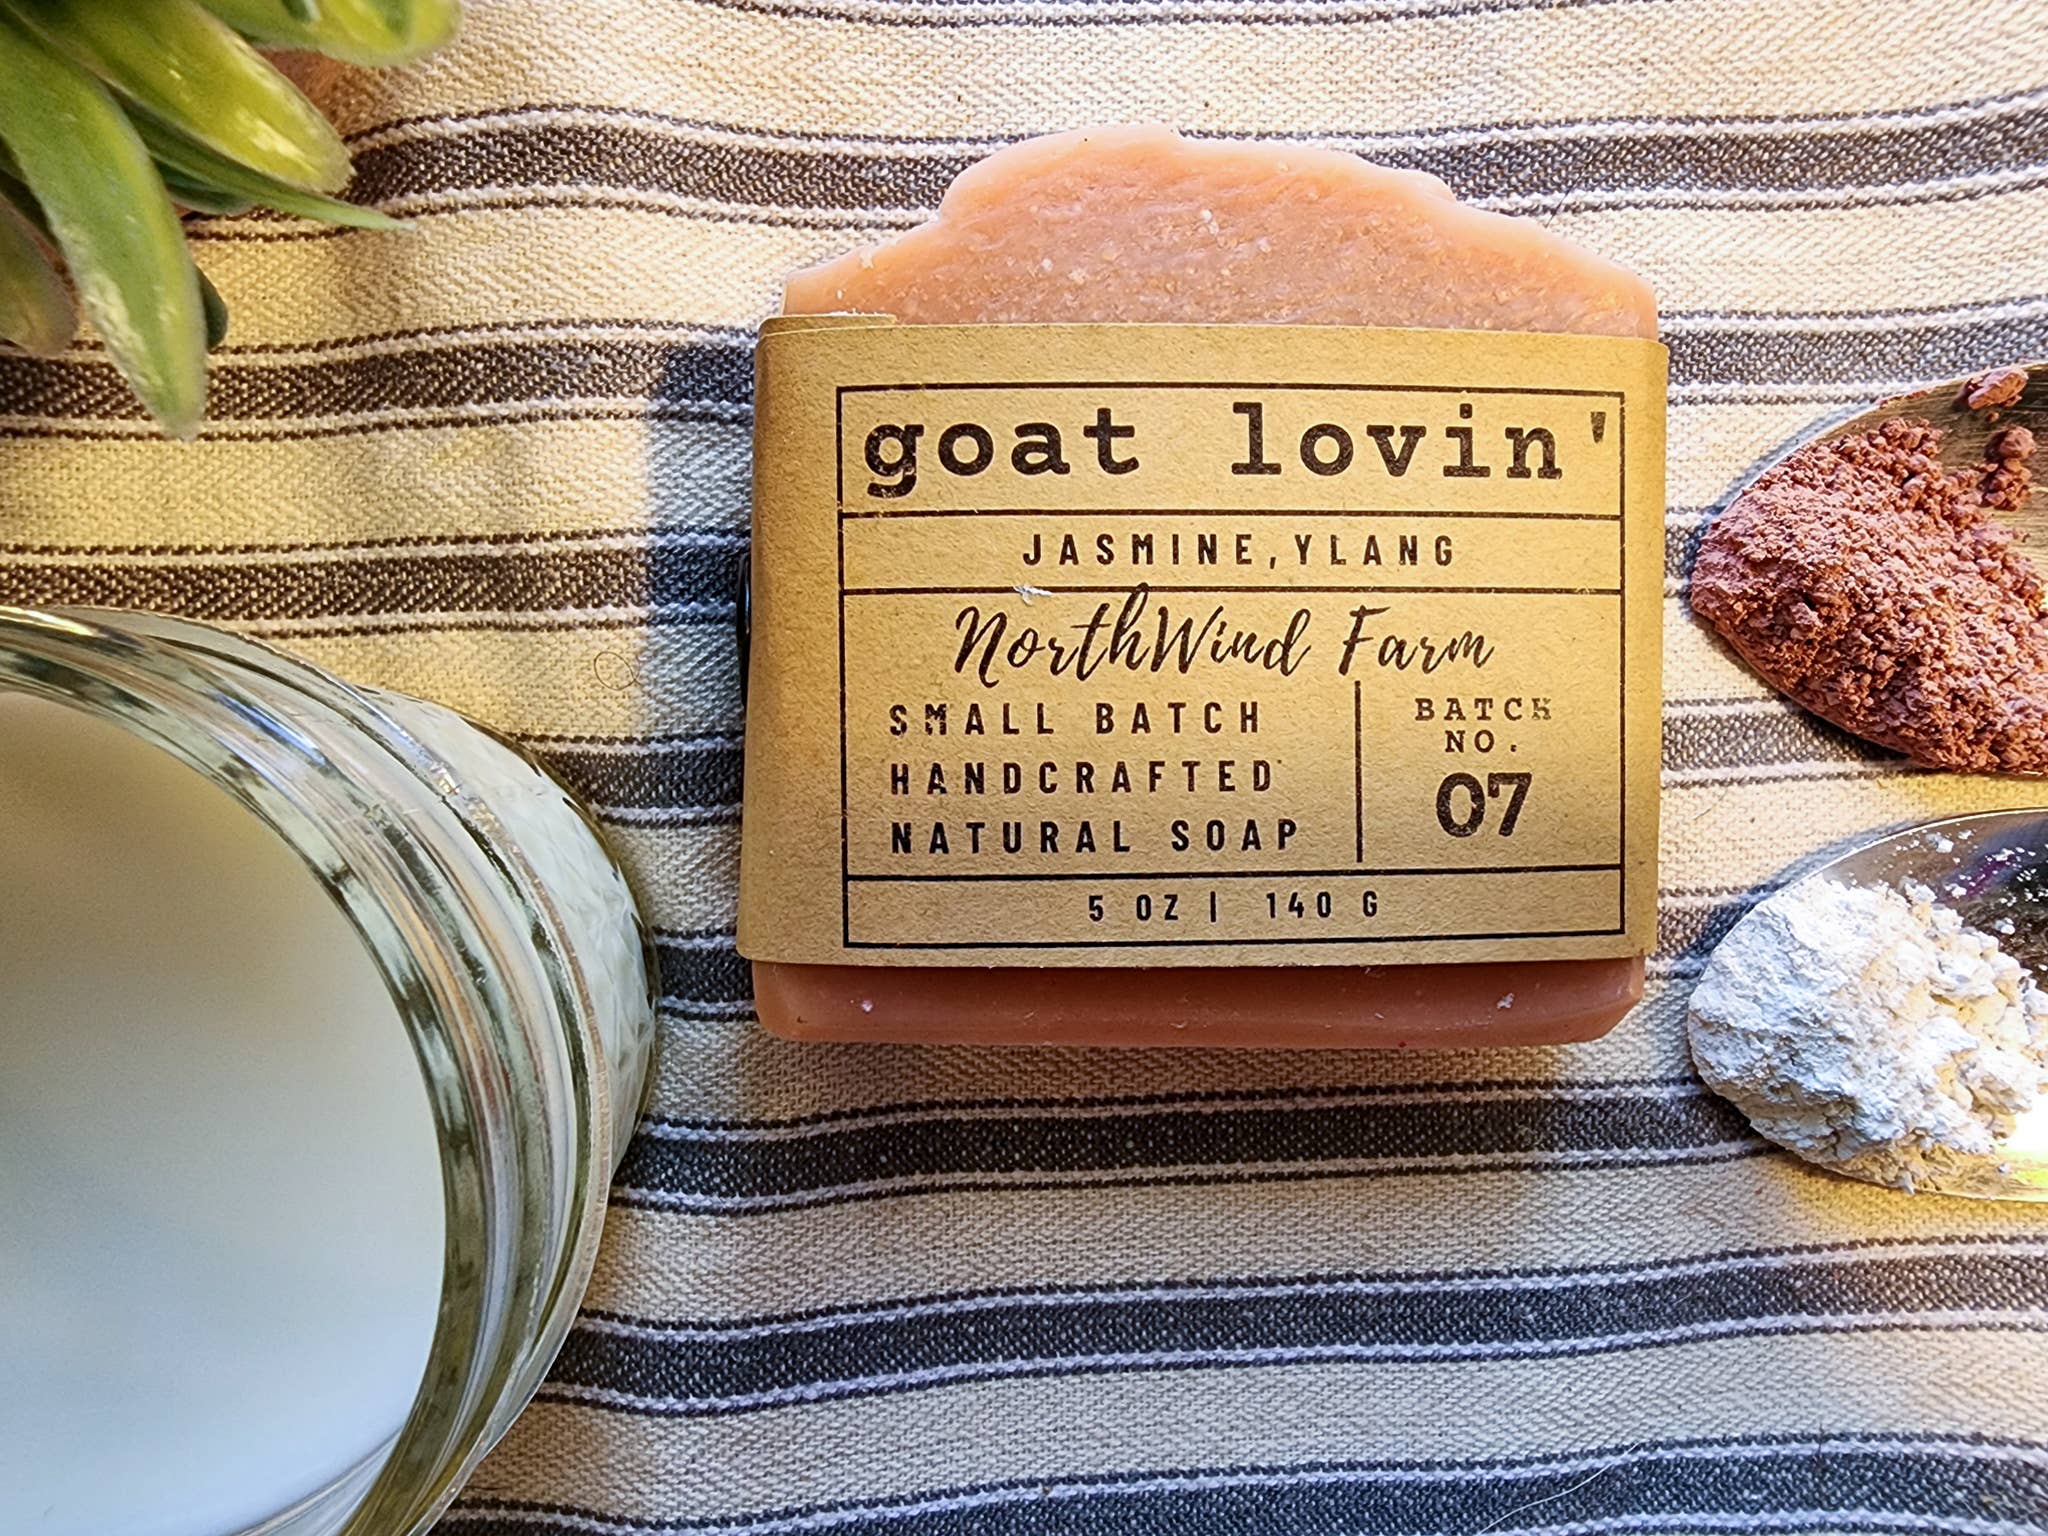 goat lovin'
JASMINE, YLANG
NorthWind Farm
SMALL BATCH
HANDCRAFTED
NATURAL SOAP
BATCH
NO.
07
5 OZ | 140 G